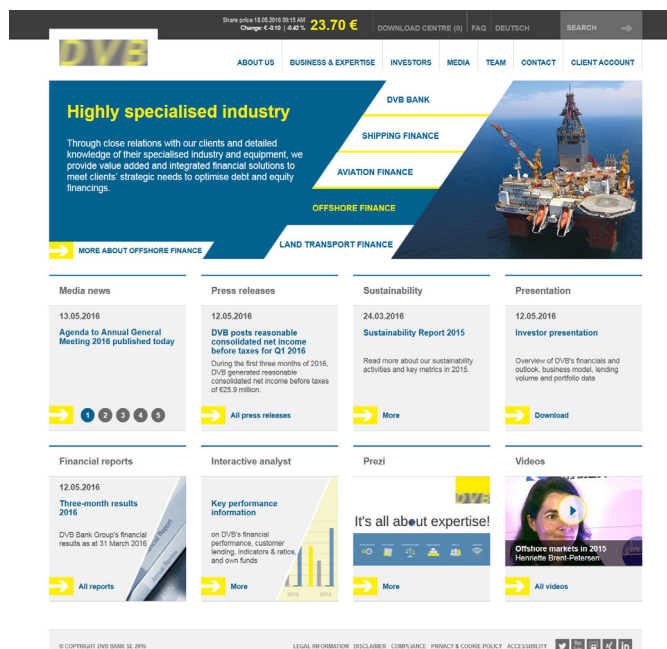 Share price 18.05.2016 09:15 AM
Change: € -0.10 | -0.42 % 23.70 € DOWNLOAD CENTRE (0) FAQ DEUTSCH SEARCH
DVB
ABOUT US BUSINESS & EXPERTISE INVESTORS MEDIA TEAM CONTACT CLIENT ACCOUNT
Highly specialised industry
Through close relations with our clients and detailed
knowledge of their specialised industry and equipment, we
provide value added and integrated financial solutions to
meet clients' strategic needs to optimise debt and equity
financings.
MORE ABOUT OFFSHORE FINANCE
DVB BANK
SHIPPING FINANCE
AVIATION FINANCE
OFFSHORE FINANCE
LAND TRANSPORT FINANCE
Media news
13.05.2016
Agenda to Annual General
Meeting 2016 published today
1 2 3 4 5
Press releases
12.05.2016
DVB posts reasonable
consolidated net income
before taxes for Q1 2016
During the first three months of 2016,
DVB generated reasonable
consolidated net income before taxes
of €25.9 million.
All press releases
Sustainability
24.03.2016
Sustainability Report 2015
Read more about our sustainability
activities and key metrics in 2015.
More
Presentation
12.05.2016
Investor presentation
Overview of DVB's financials and
outlook, business model, lending
volume and portfolio data
Download
Financial reports
12.05.2016
Three-month results
2016
DVB Bank Group's financial
results as at 31 March 2016
All reports
Interactive analyst
Key performance
information
on DVB's financial
performance, customer
lending, indicators & ratios,
and own funds
More
2012 2013
Prezi
DVB
It's all about expertise!
More
Videos
Offshore markets in 2015
Henriette Brent-Petersen
All videos
© COPYRIGHT DVB BANK SE 2016 LEGAL INFORMATION DISCLAIMER COMPLIANCE PRIVACY & COOKIE POLICY ACCESSIBILITY